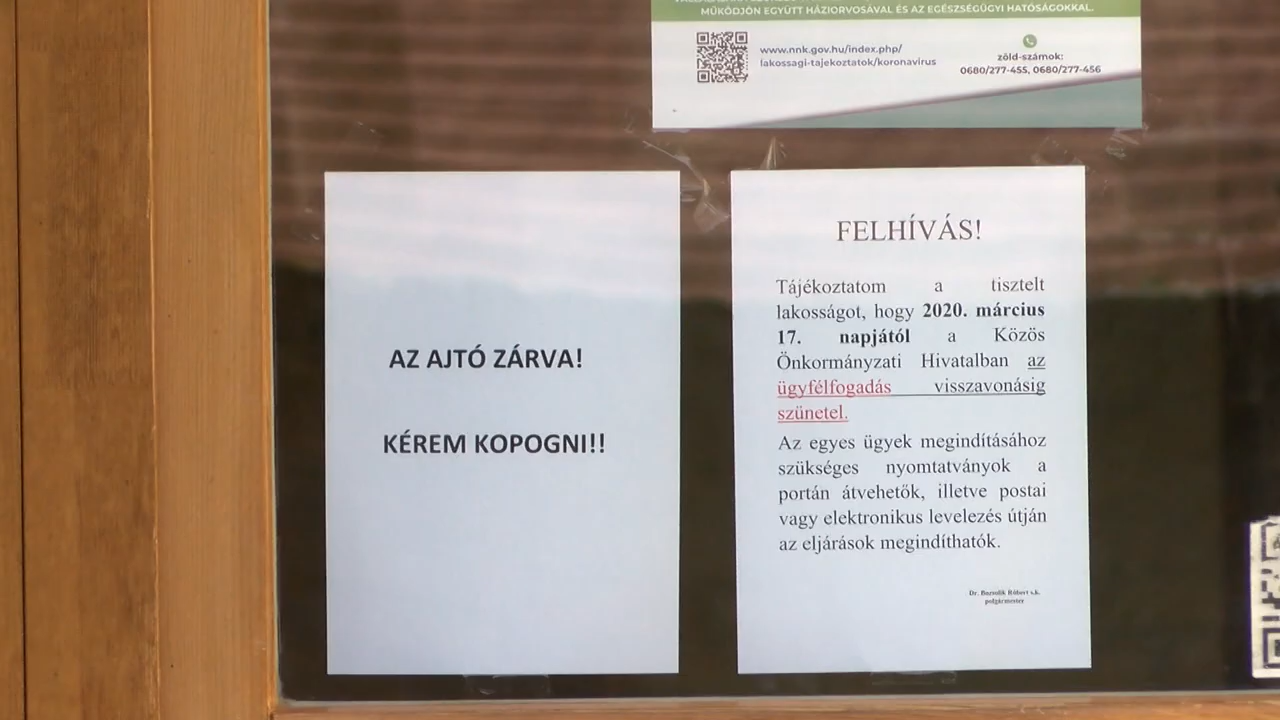 MŰKÖDJÖN EGYÜTT HÁZIORVOSÁVAL ÉS AZ EGÉSZSÉGÜGYI HATÓSÁGOKKAL.
www.nnk.gov.hu/index.php/
lakossagi-tajekoztatok/koronavirus
zöld-számok:
0680/277-455, 0680/277-456
AZ AJTÓ ZÁRVA!
KÉREM KOPOGNI!!
FELHÍVÁS!
Tájékoztatom a tisztelt
lakosságot, hogy 2020. március
17. napjától a Közös
Önkormányzati Hivatalban az
ügyfélfogadás visszavonásig
szünetel.
Az egyes ügyek megindításához
szükséges nyomtatványok a
portán átvehetők, illetve postai
vagy elektronikus levelezés útján
az eljárások megindíthatók.
Dr. Róbert s.k.
polgármester